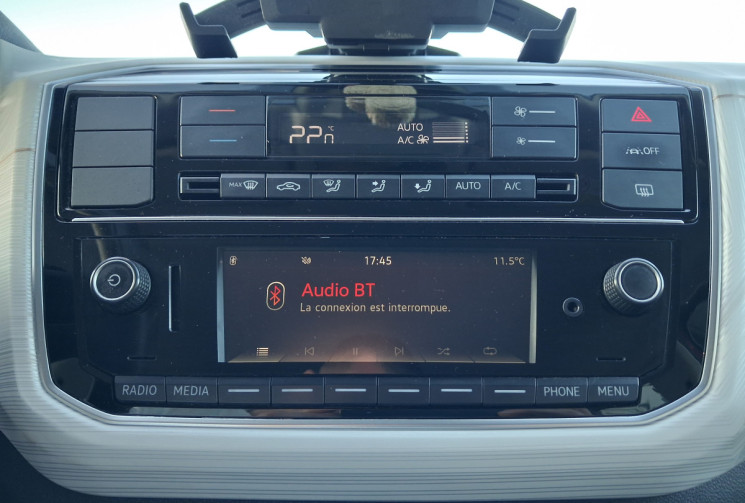 22.0 °C AUTO
A/C
OFF
MAX AUTO A/C
17:45 11.5°C
Audio BT
La connexion est interrompue.
RADIO MEDIA PHONE MENU